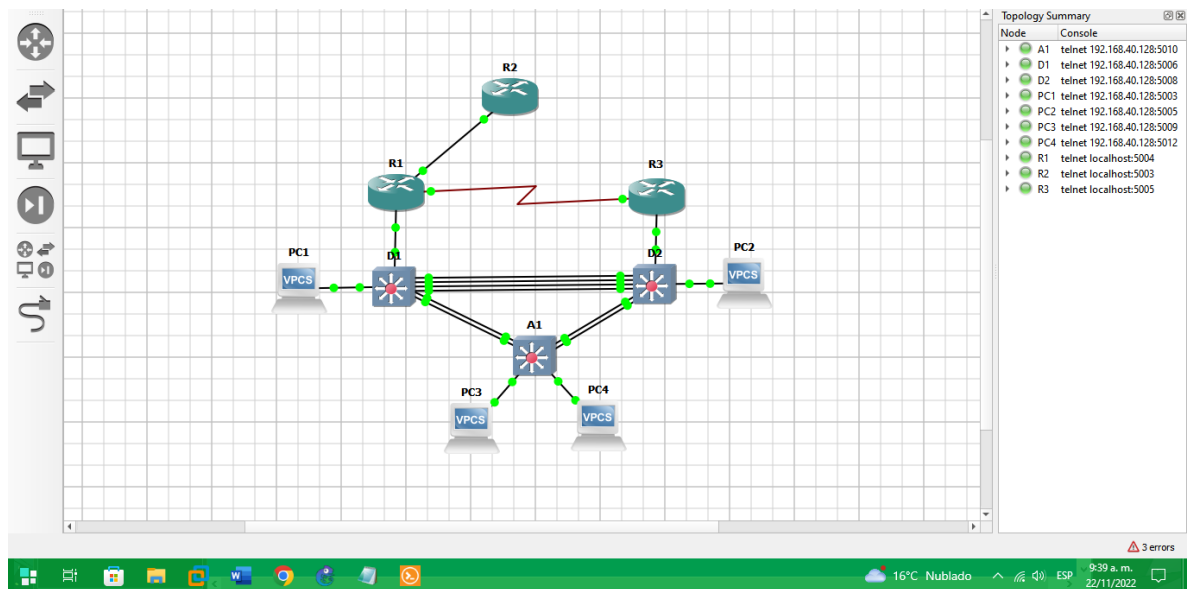 R2
R1
R3
PC1
VPCS
D1
D2
PC2
VPCS
A1
PC3
VPCS
PC4
VPCS
Topology Summary
Node Console
A1 telnet 192.168.40.128:5010
D1 telnet 192.168.40.128:5006
D2 telnet 192.168.40.128:5008
PC1 telnet 192.168.40.128:5003
PC2 telnet 192.168.40.128:5005
PC3 telnet 192.168.40.128:5009
PC4 telnet 192.168.40.128:5012
R1 telnet localhost:5004
R2 telnet localhost:5003
R3 telnet localhost:5005
3 errors
W
16°C Nublado
ESP
9:39 a. m.
22/11/2022